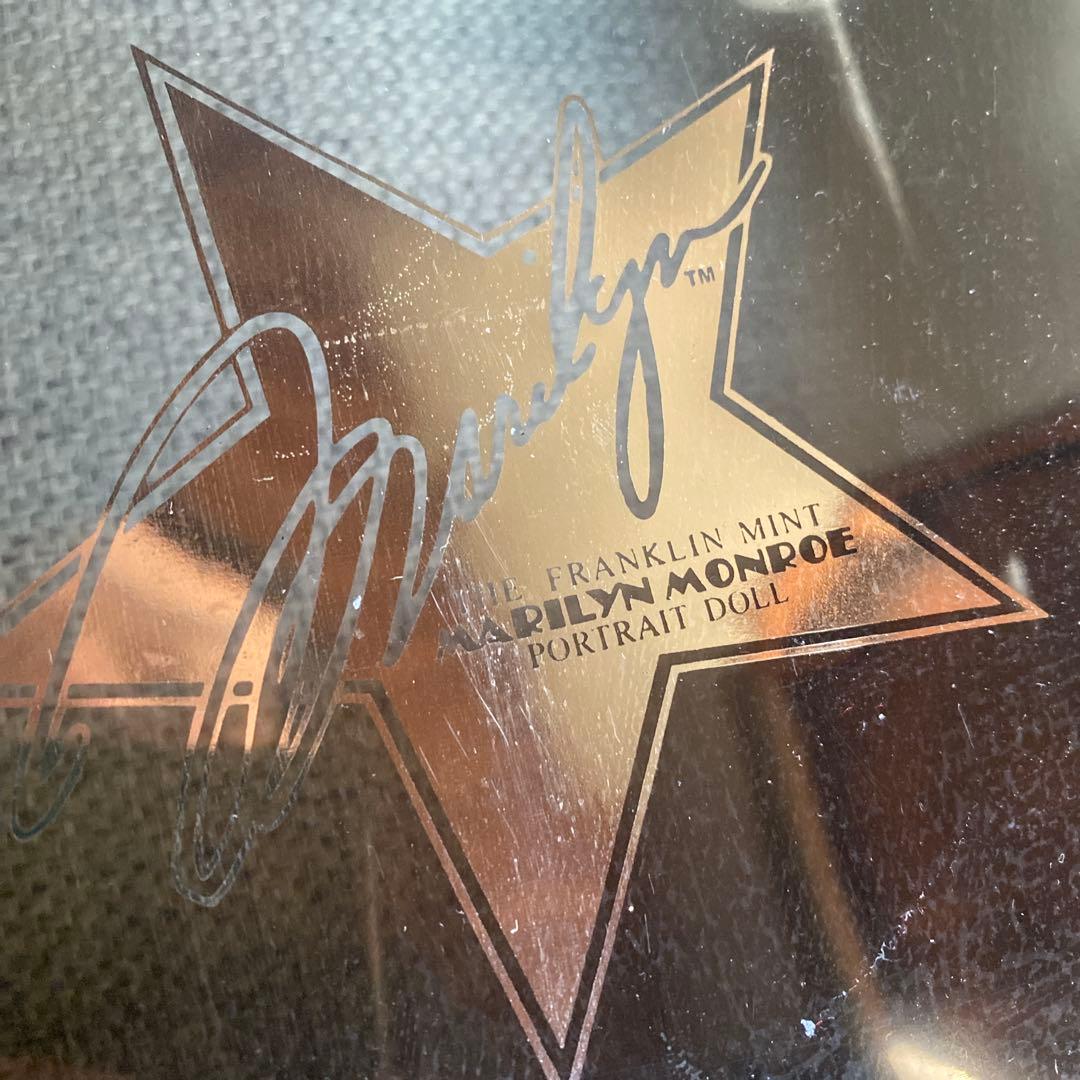 Marilyn™
THE FRANKLIN MINT
MARILYN MONROE
PORTRAIT DOLL